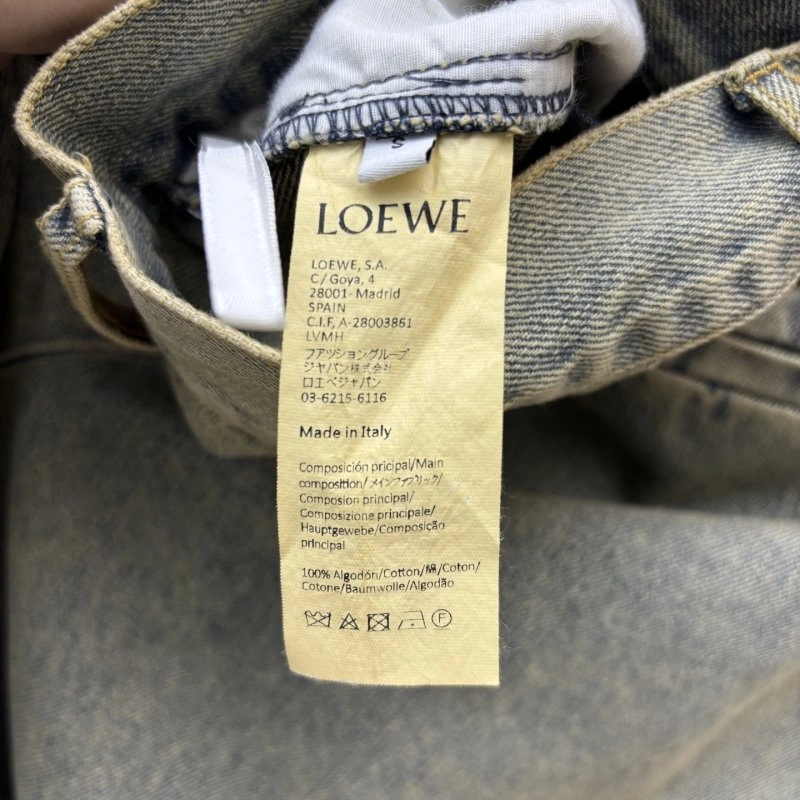 S
LOEWE
LOEWE, S.A.
C/Goya, 4
28001- Madrid
SPAIN
C.I.F, A-28003861
LVMH
ファッショングループ
ジャパン株式会社
ロエベジャパン
03-6215-6116
Made in Italy
Composición pricipal/Main
composition/メインファブリック/
Composion principal/
Composizione principale/
Hauptgewebe/Composição
principal
100% Algodón/Cotton/綿/Coton/
Cotone/Baumwolle/Algodão
F